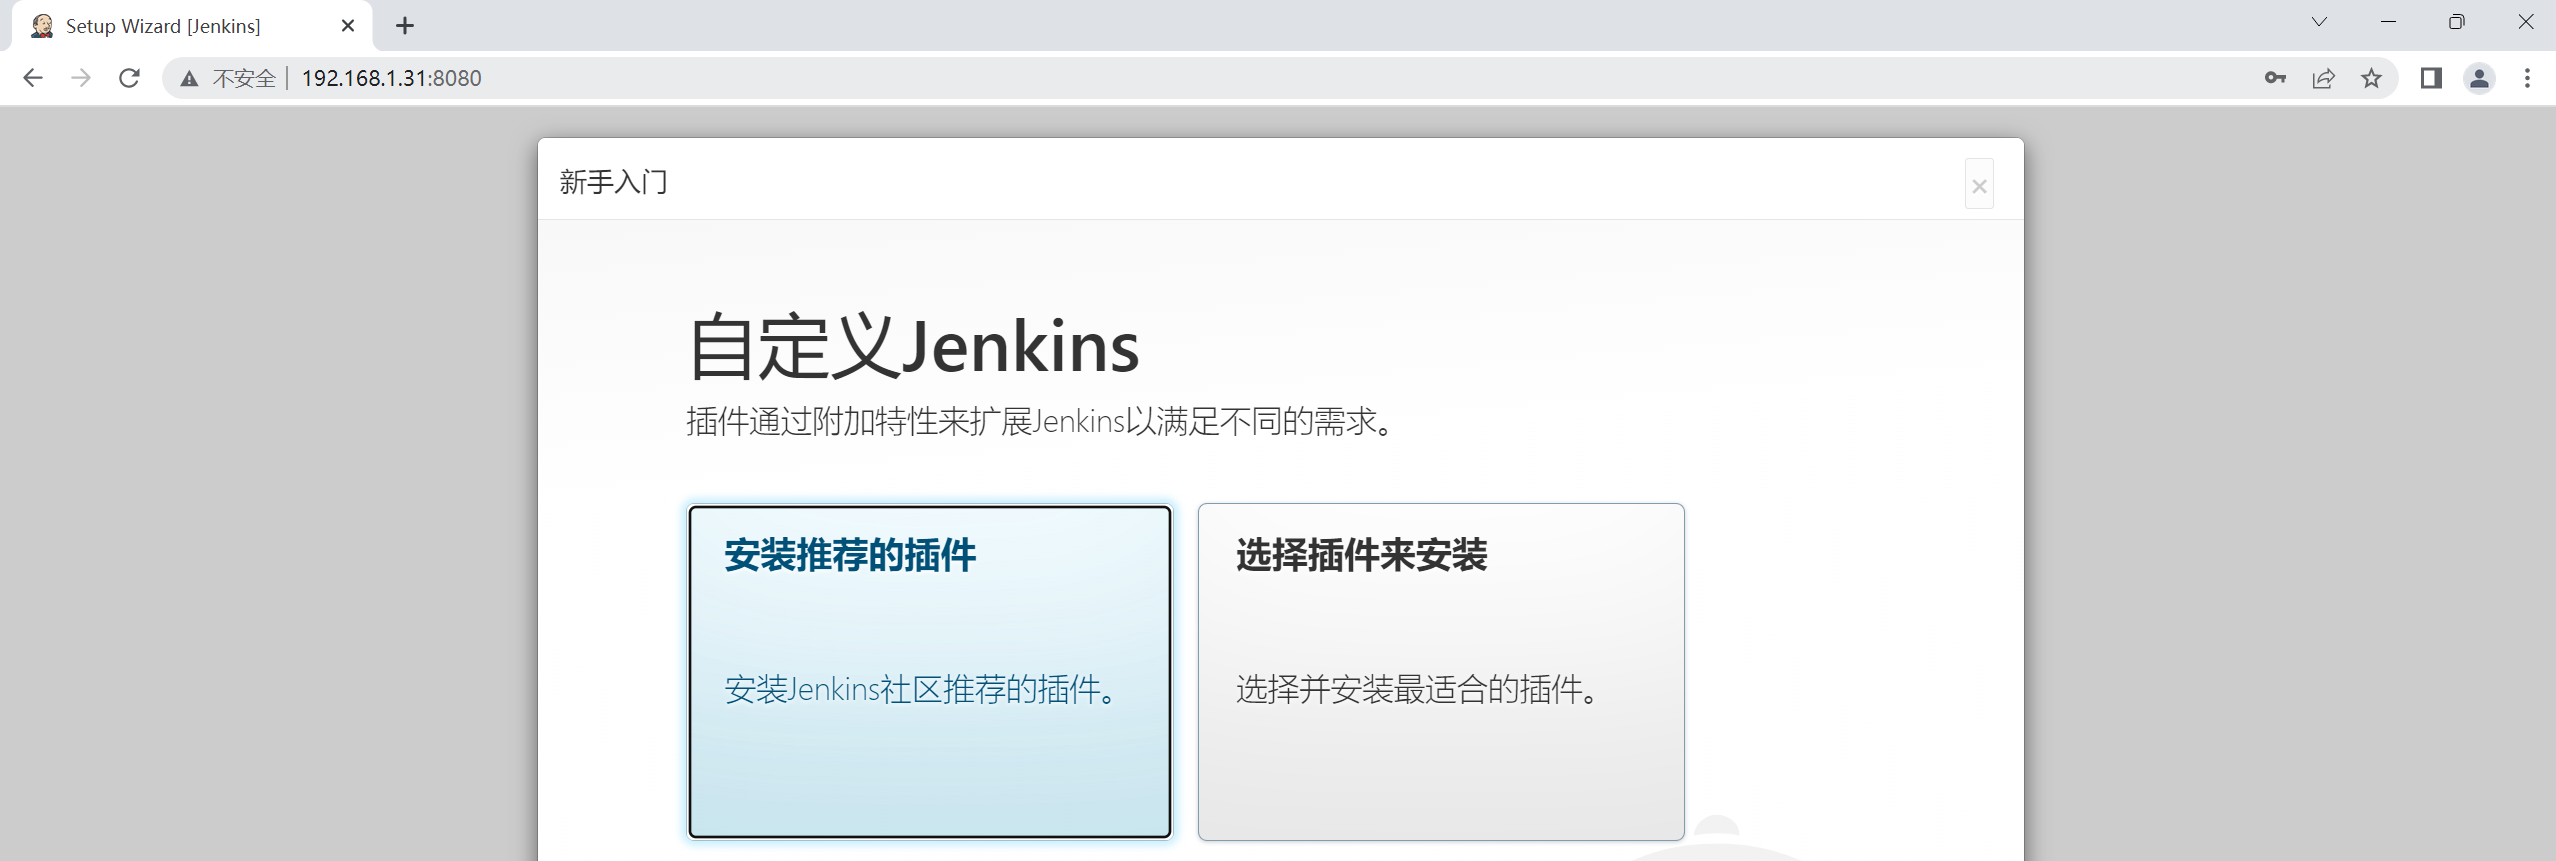 Setup Wizard [Jenkins]
不安全 192.168.1.31:8080
新手入门
自定义Jenkins
插件通过附加特性来扩展Jenkins以满足不同的需求。
安装推荐的插件
安装Jenkins社区推荐的插件。
选择插件来安装
选择并安装最适合的插件。